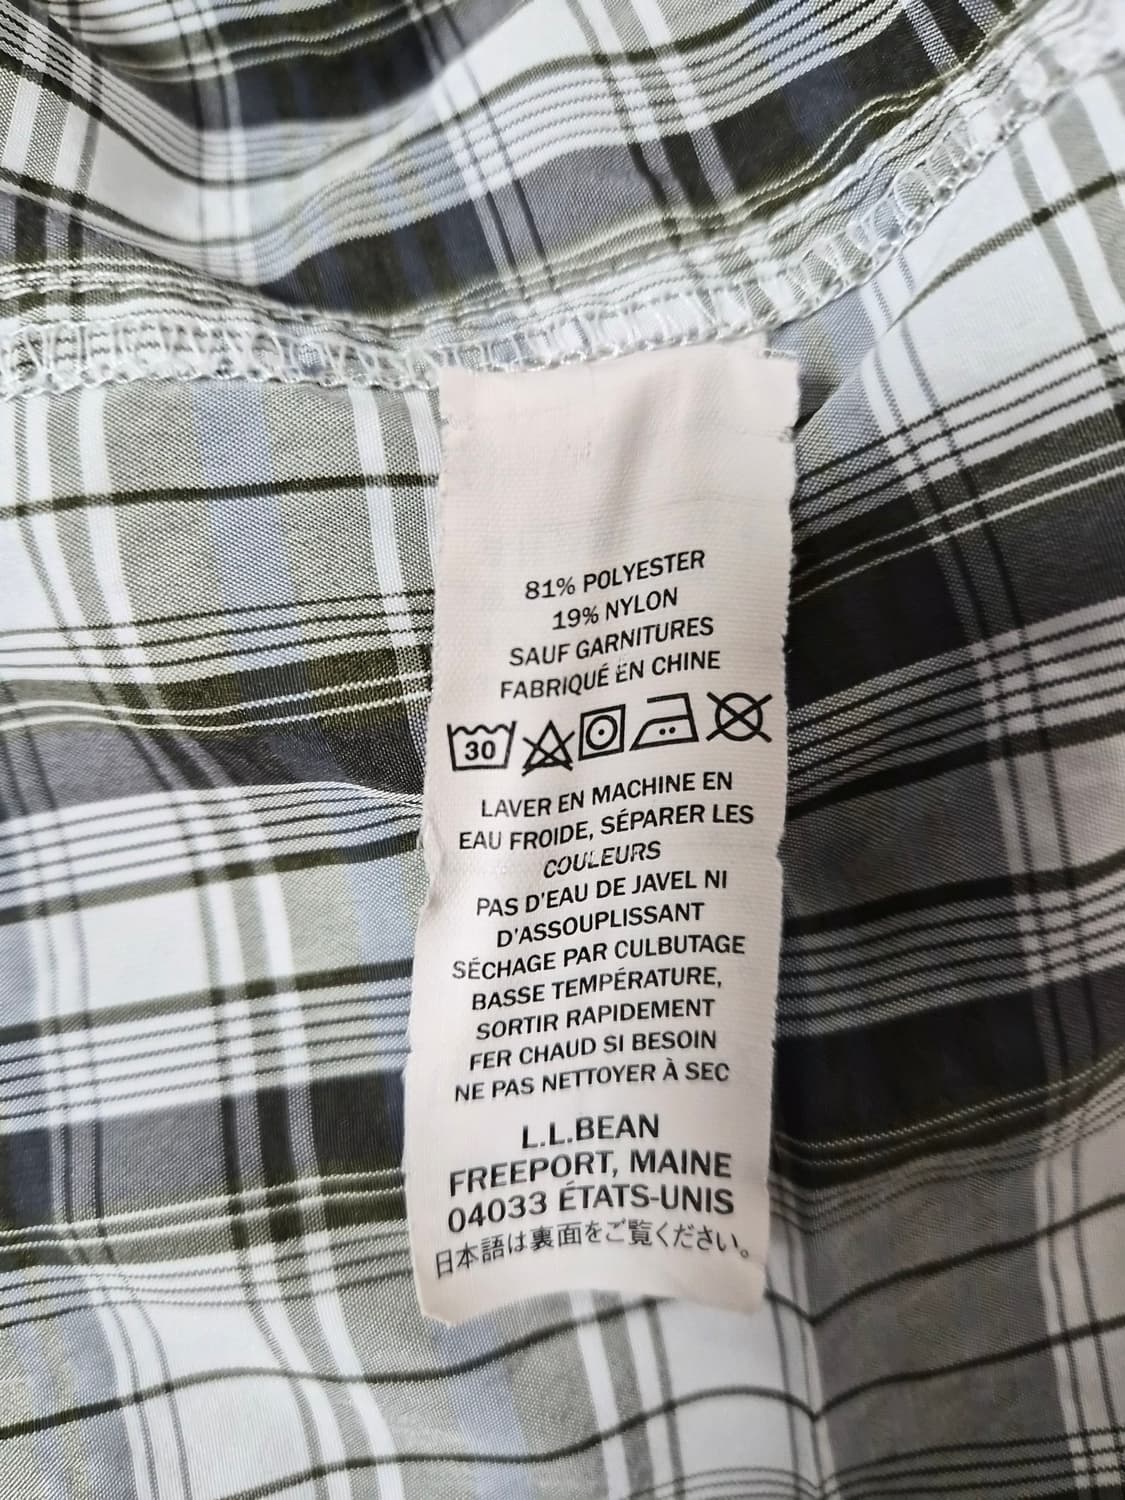 81% POLYESTER
19% NYLON
SAUF GARNITURES
FABRIQUÉ EN CHINE
30
LAVER EN MACHINE EN
EAU FROIDE, SÉPARER LES
COULEURS
PAS D'EAU DE JAVEL NI
D'ASSOUPLISSANT
SÉCHAGE PAR CULBUTAGE
BASSE TEMPÉRATURE,
SORTIR RAPIDEMENT
FER CHAUD SI BESOIN
NE PAS NETTOYER À SEC
L.L.BEAN
FREEPORT, MAINE
04033 ÉTATS-UNIS
日本語は裏面をご覧ください。